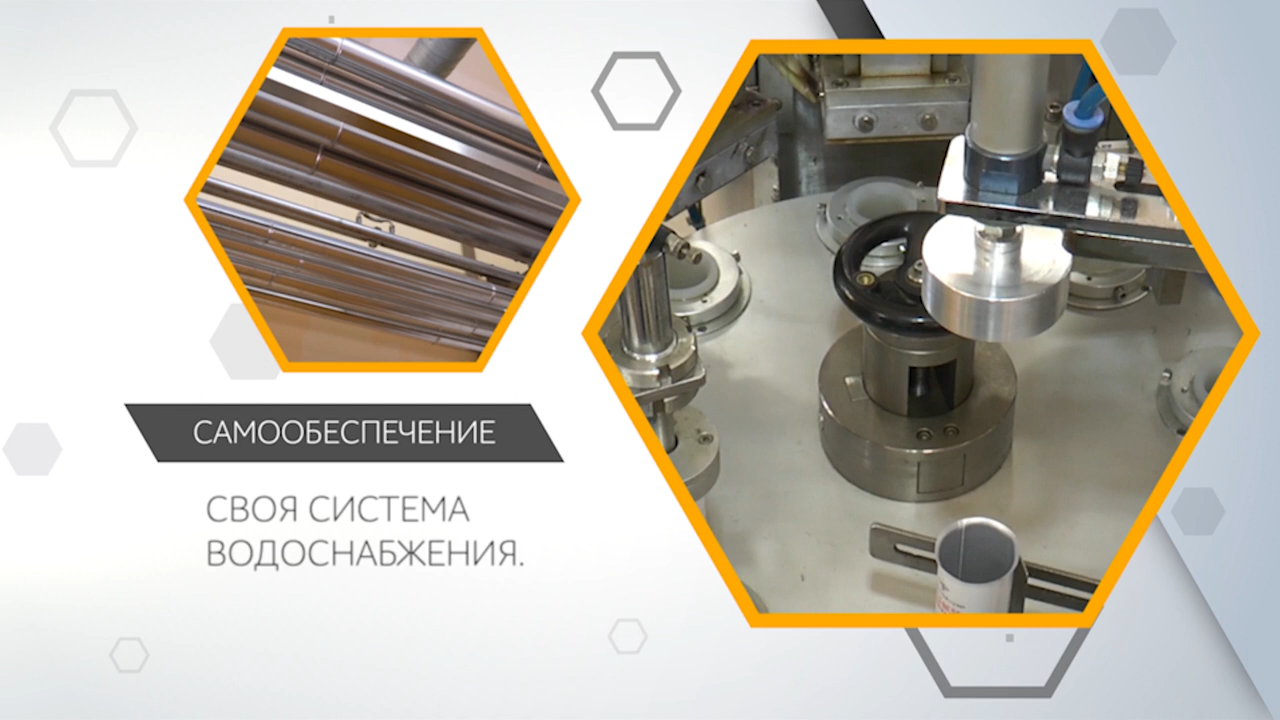 САМООБЕСПЕЧЕНИЕ
СВОЯ СИСТЕМА
ВОДОСНАБЖЕНИЯ.